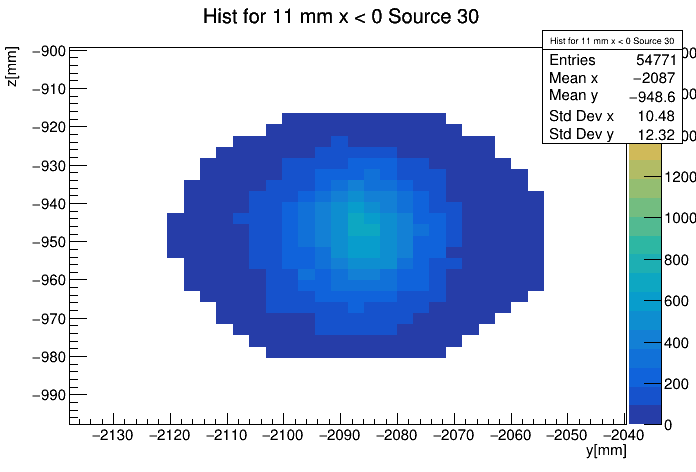 Hist for 11 mm x < 0 Source 30
Hist for 11 mm x < 0 Source 30
Entries 54771
Mean x −2087
Mean y −948.6
Std Dev x 10.48
Std Dev y 12.32
z[mm]
−900
−910
−920
−930
−940
−950
−960
−970
−980
−990
1200
1000
800
600
400
200
0
−2130 −2120 −2110 −2100 −2090 −2080 −2070 −2060 −2050 −2040
y[mm]